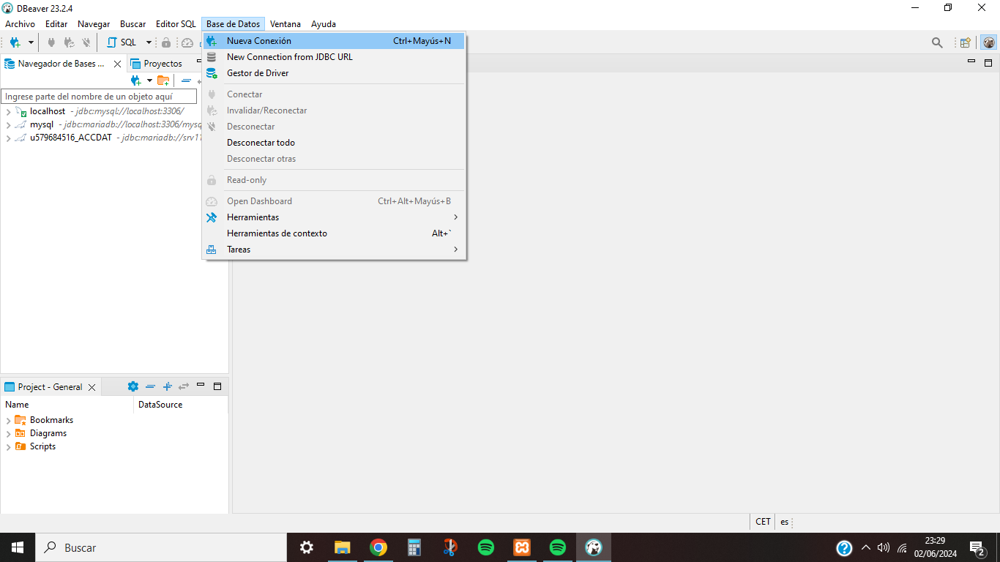 DBeaver 23.2.4
Archivo Editar Navegar Buscar Editor SQL Base de Datos Ventana Ayuda
SQL
Nueva Conexión Ctrl+Mayús+N
New Connection from JDBC URL
Gestor de Driver
Conectar
Invalidar/Reconectar
Desconectar
Desconectar todo
Desconectar otras
Read-only
Open Dashboard Ctrl+Alt+Mayús+B
Herramientas
Herramientas de contexto Alt+`
Tareas
Navegador de Bases ... Proyectos
Ingrese parte del nombre de un objeto aquí
localhost - jdbc:mysql://localhost:3306/
mysql - jdbc:mariadb://localhost:3306/mysq
u579684516_ACCDAT - jdbc:mariadb://srv11
Project - General
Name DataSource
Bookmarks
Diagrams
Scripts
CET es
Buscar
23:29
02/06/2024
2